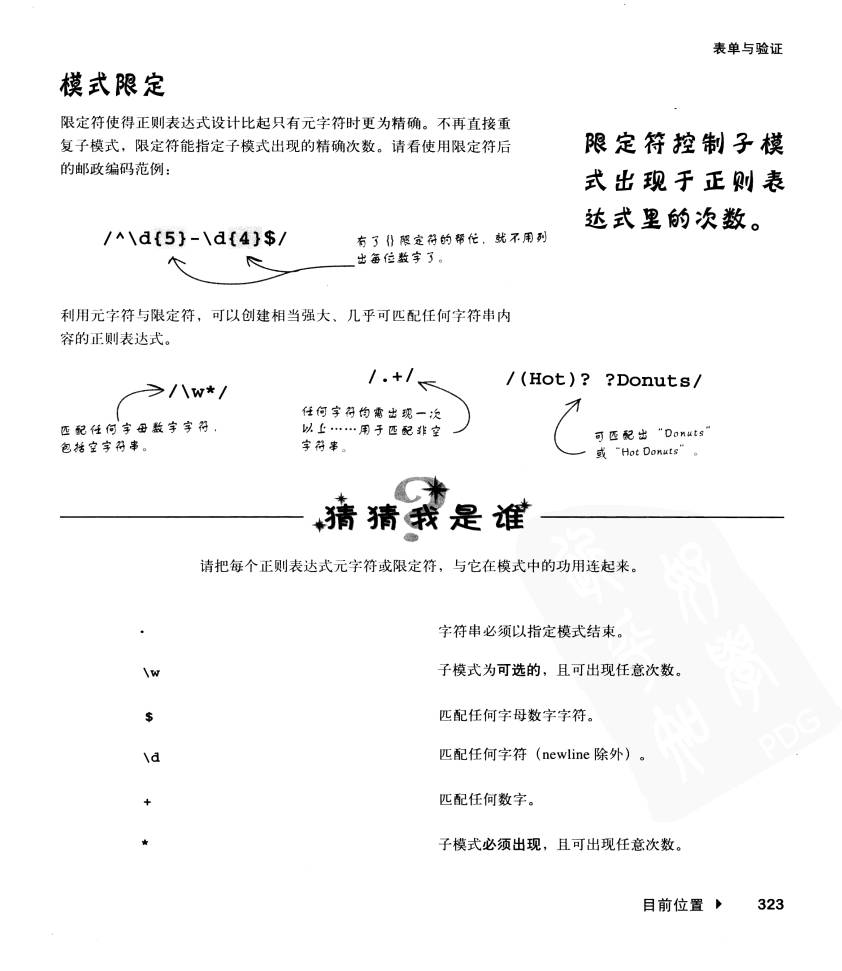 表单与验证
模式限定
限定符使得正则表达式设计比起只有元字符时更为精确。不再直接重
复子模式，限定符能指定子模式出现的精确次数。请看使用限定符后
的邮政编码范例：
限定符控制子模
式出现于正则表
达式里的次数。
/^\d{5}-\d{4}$/
有了{}限定符的帮忙，就不用列
出每位数字了。
利用元字符与限定符，可以创建相当强大、几乎可匹配任何字符串内
容的正则表达式。
/\w*/
匹配任何字母数字字符，
包括空字符串。
/.+/
任何字符均需出现一次
以上……用于匹配非空
字符串。
/(Hot)? ?Donuts/
可匹配出“Donuts”
或“Hot Donuts”。
猜猜我是谁
请把每个正则表达式元字符或限定符，与它在模式中的功用连起来。
. 字符串必须以指定模式结束。
\w 子模式为可选的，且可出现任意次数。
$ 匹配任何字母数字字符。
\d 匹配任何字符（newline 除外）。
+ 匹配任何数字。
* 子模式必须出现，且可出现任意次数。
PDG
目前位置 ▶ 323